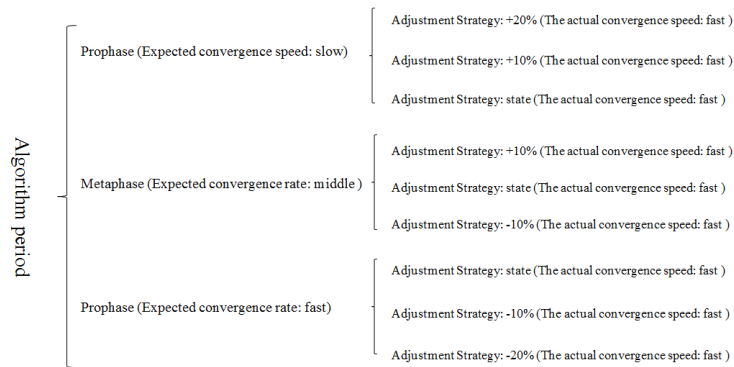 Algorithm period
Prophase (Expected convergence speed: slow)
Adjustment Strategy: +20% (The actual convergence speed: fast )
Adjustment Strategy: +10% (The actual convergence speed: fast )
Adjustment Strategy: state (The actual convergence speed: fast )
Metaphase (Expected convergence rate: middle )
Adjustment Strategy: +10% (The actual convergence speed: fast )
Adjustment Strategy: state (The actual convergence speed: fast )
Adjustment Strategy: -10% (The actual convergence speed: fast )
Prophase (Expected convergence rate: fast)
Adjustment Strategy: state (The actual convergence speed: fast )
Adjustment Strategy: -10% (The actual convergence speed: fast )
Adjustment Strategy: -20% (The actual convergence speed: fast )